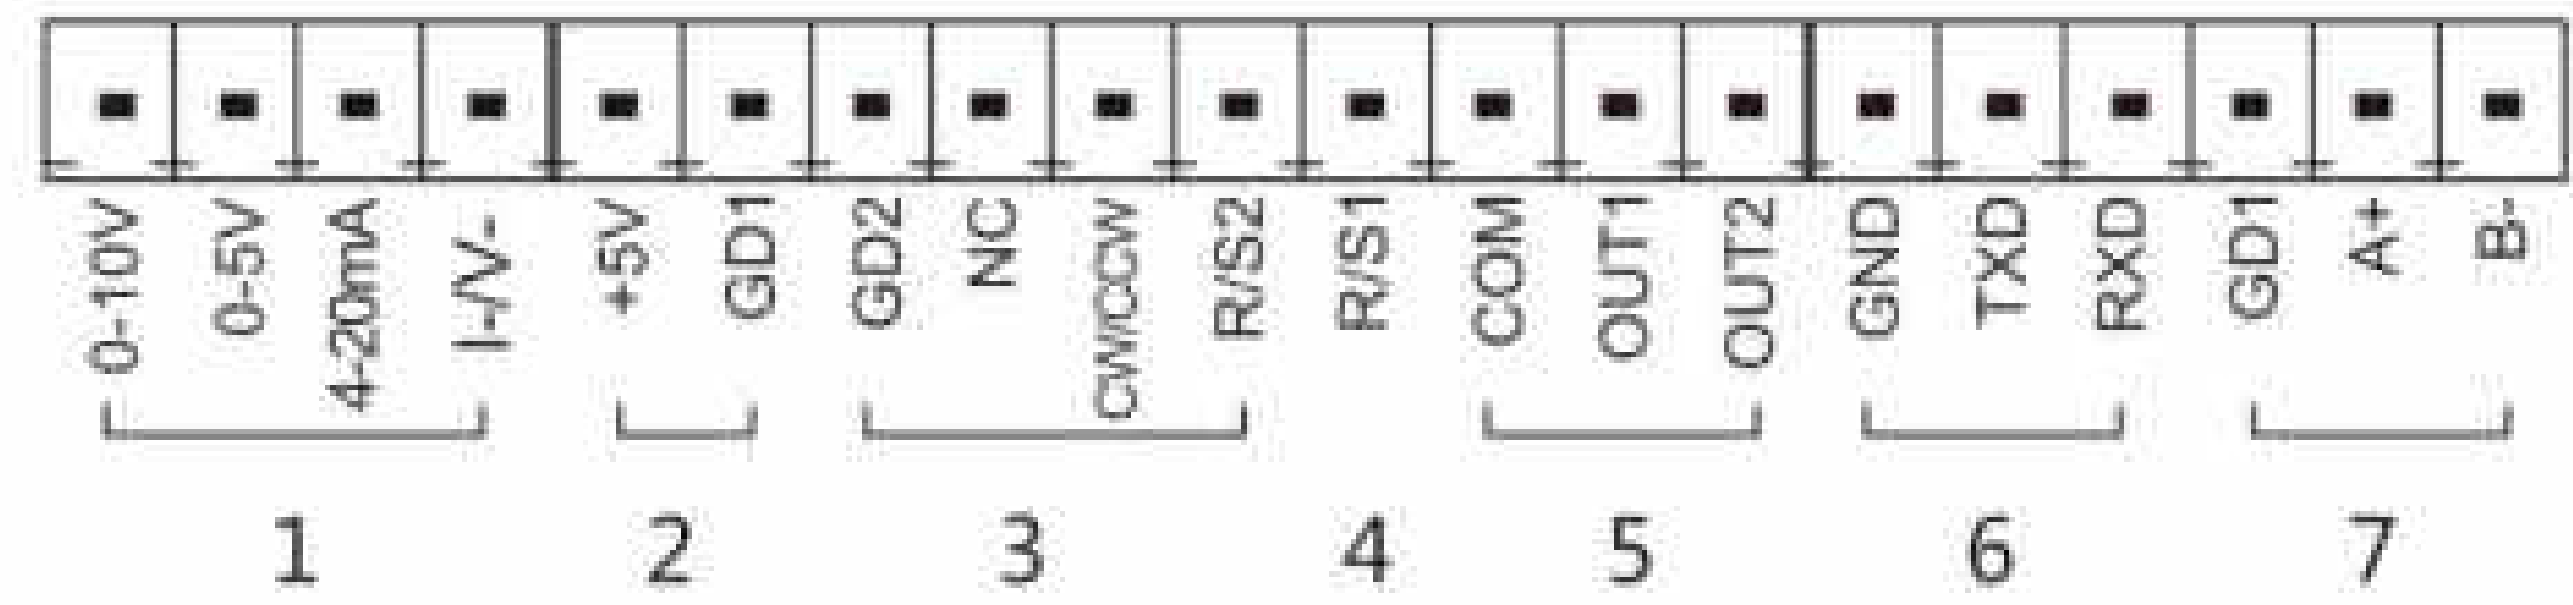 0-10V
0-5V
4-20mA
I-/V-
+5V
GD1
GD2
NC
CW/CCW
R/S2
R/S1
COM
OUT1
OUT2
GND
TXD
RXD
GD1
A+
B-
1 2 3 4 5 6 7